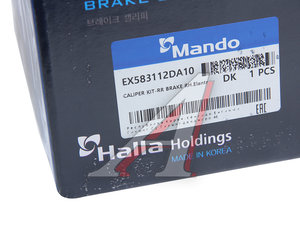 BRAKE
브레이크 캘리퍼
Mando
EX583112DA10
DK 1 PCS
CALIPER KIT-RR BRAKE RH,Elantra
EAC
Halla Holdings
MADE IN KOREA